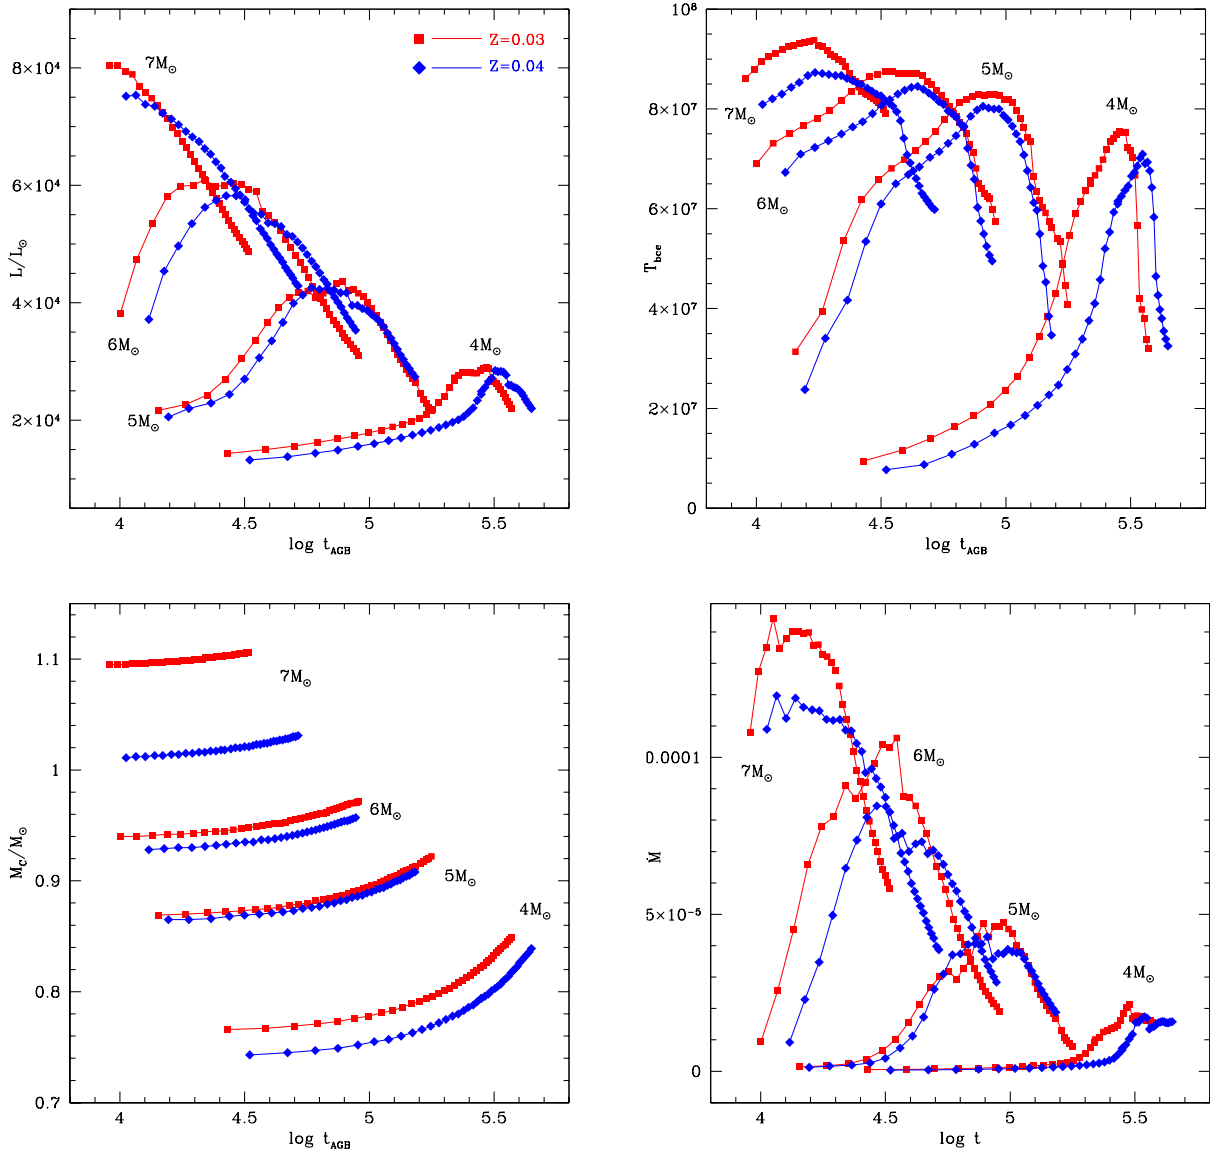 8×10⁴
6×10⁴
4×10⁴
2×10⁴
L/L⊙
7M⊙
6M⊙
5M⊙
4M⊙
Z=0.03
Z=0.04
4
4.5
5
5.5
log t_AGB
10⁸
8×10⁷
6×10⁷
4×10⁷
2×10⁷
0
T_bce
7M⊙
6M⊙
5M⊙
4M⊙
4
4.5
5
5.5
log t_AGB
1.1
1
0.9
0.8
0.7
M_C/M⊙
7M⊙
6M⊙
5M⊙
4M⊙
4
4.5
5
5.5
log t_AGB
0.0001
5×10⁻⁵
0
Ṁ
7M⊙
6M⊙
5M⊙
4M⊙
4
4.5
5
5.5
log t